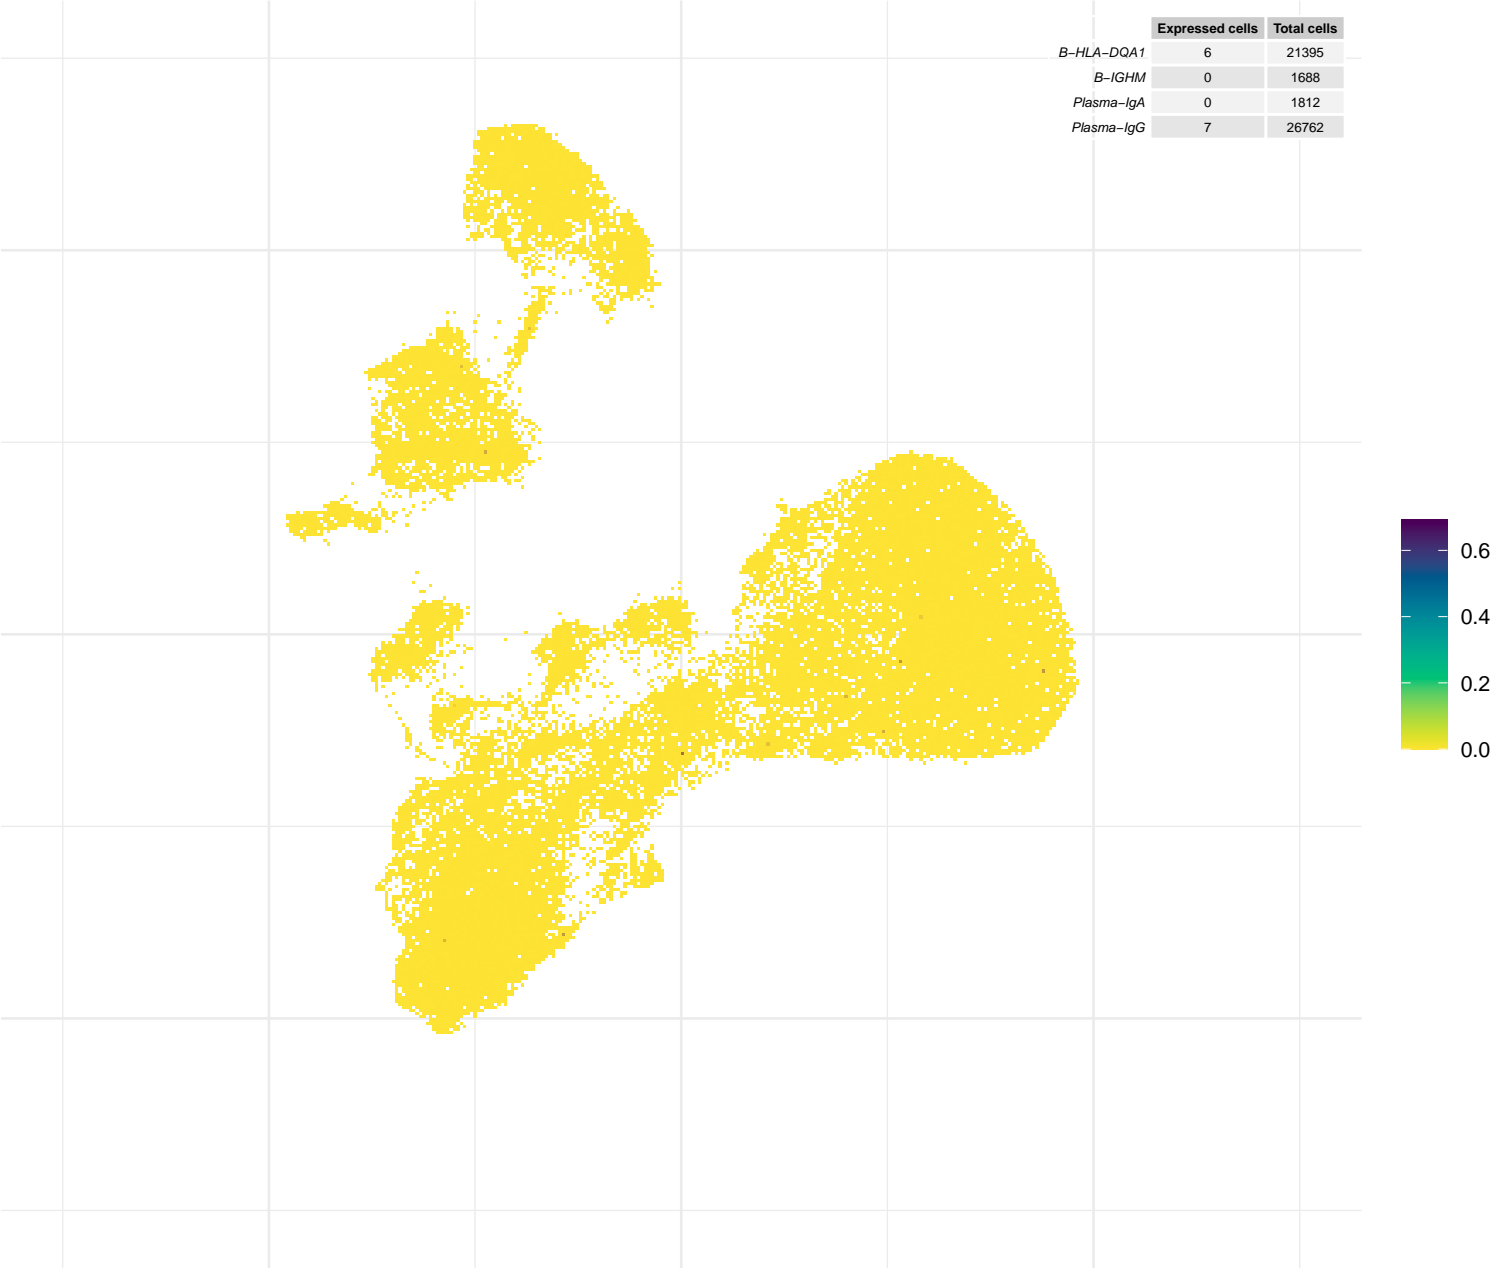 Expressed cells Total cells
B−HLA−DQA1 6 21395
B−IGHM 0 1688
Plasma−IgA 0 1812
Plasma−IgG 7 26762
0.6
0.4
0.2
0.0